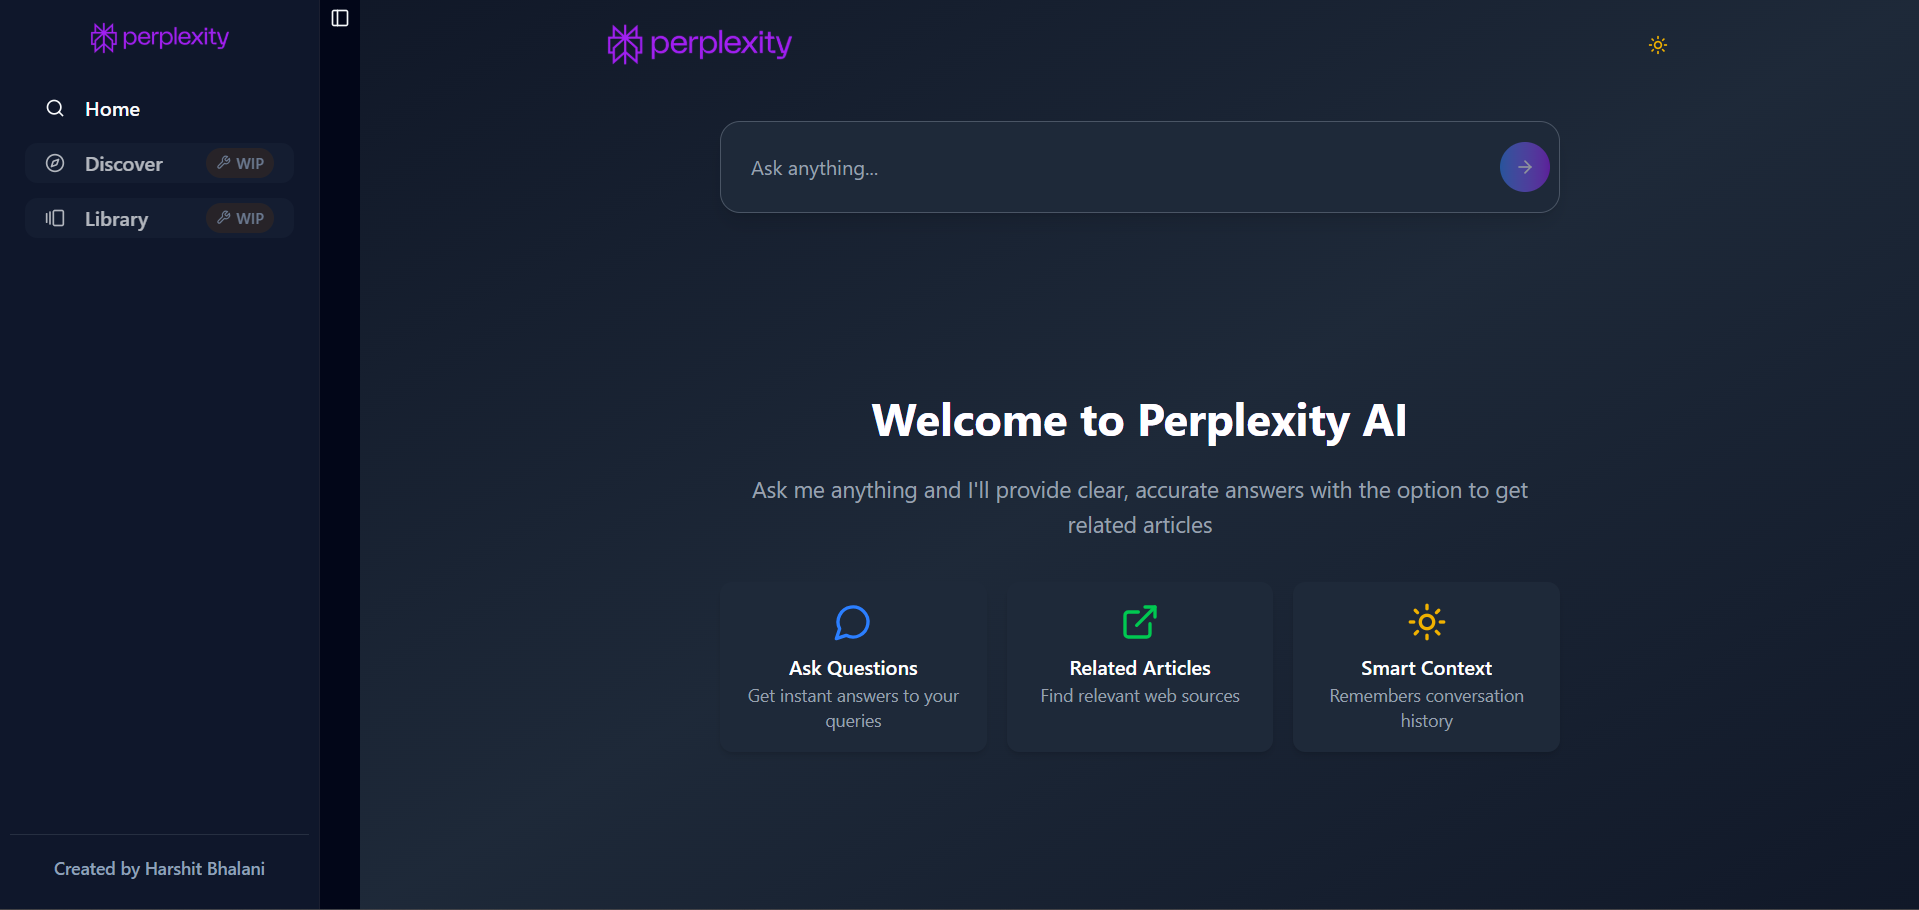 perplexity
Home
Discover WIP
Library WIP
Created by Harshit Bhalani
perplexity
Ask anything...
Welcome to Perplexity AI
Ask me anything and I'll provide clear, accurate answers with the option to get
related articles
Ask Questions
Get instant answers to your
queries
Related Articles
Find relevant web sources
Smart Context
Remembers conversation
history